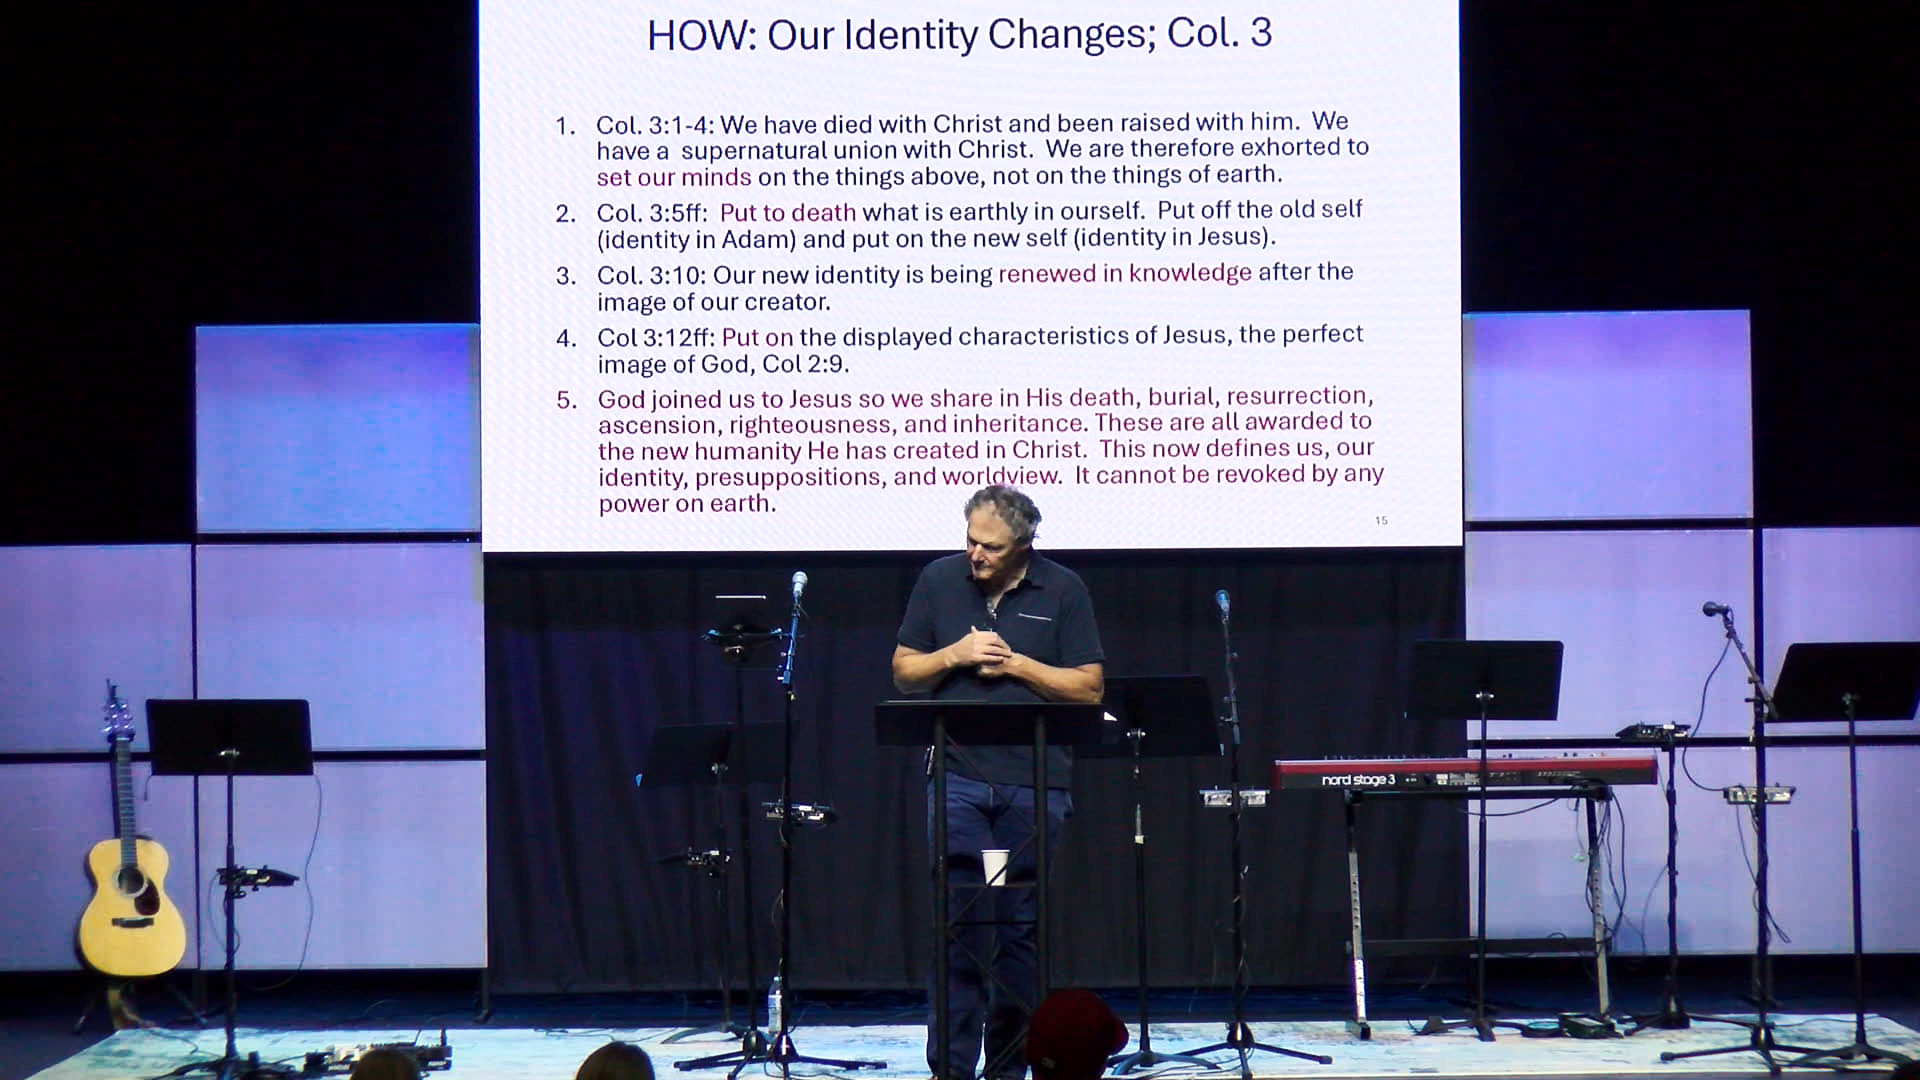 HOW: Our Identity Changes; Col. 3
1. Col. 3:1-4: We have died with Christ and been raised with him. We
have a supernatural union with Christ. We are therefore exhorted to
set our minds on the things above, not on the things of earth.
2. Col. 3:5ff: Put to death what is earthly in ourself. Put off the old self
(identity in Adam) and put on the new self (identity in Jesus).
3. Col. 3:10: Our new identity is being renewed in knowledge after the
image of our creator.
4. Col 3:12ff: Put on the displayed characteristics of Jesus, the perfect
image of God, Col 2:9.
5. God joined us to Jesus so we share in His death, burial, resurrection,
ascension, righteousness, and inheritance. These are all awarded to
the new humanity He has created in Christ. This now defines us, our
identity, presuppositions, and worldview. It cannot be revoked by any
power on earth.
15
nord stage 3